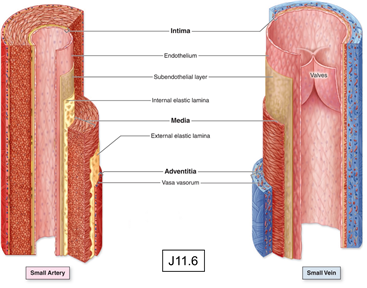 Intima
Endothelium
Subendothelial layer
Valves
Internal elastic lamina
Media
External elastic lamina
Adventitia
Vasa vasorum
J11.6
Small Artery
Small Vein